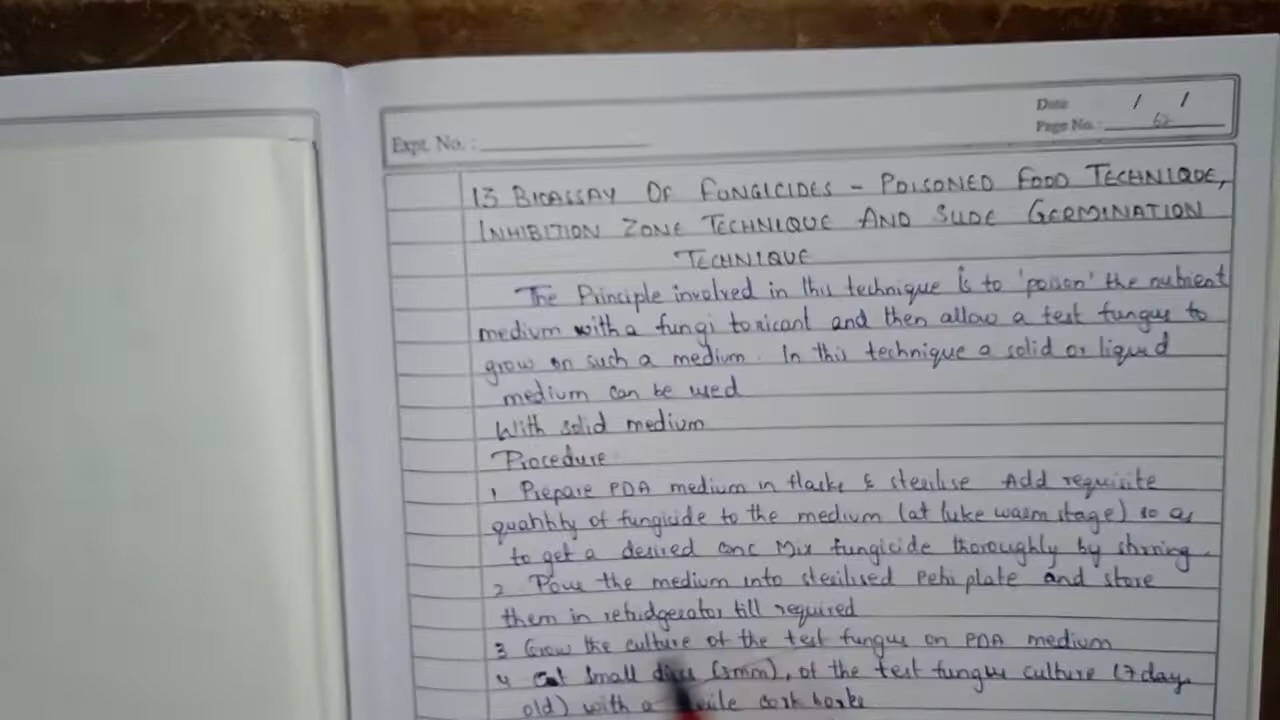 Expt. No. :
Date / /
Page No. :
13 BIOASSAY OF FUNGICIDES - POISONED FOOD TECHNIQUE,
INHIBITION ZONE TECHNIQUE AND SLIDE GERMINATION
TECHNIQUE
The Principle involved in this technique is to 'poison' the nutrient
medium with a fungi toxicant and then allow a test fungus to
grow on such a medium. In this technique a solid or liquid
medium can be used
With solid medium
Procedure
1 Prepare PDA medium in flasks & sterilise Add requisite
quantity of fungicide to the medium (at luke warm stage) so as
to get a desired conc Mix fungicide thoroughly by stirring.
2 Pour the medium into sterilised petri plate and store
them in refridgerator till required
3 Grow the culture of the test fungus on PDA medium
4 Cut small discs (5mm), of the test fungus culture (7 day
old) with a cork